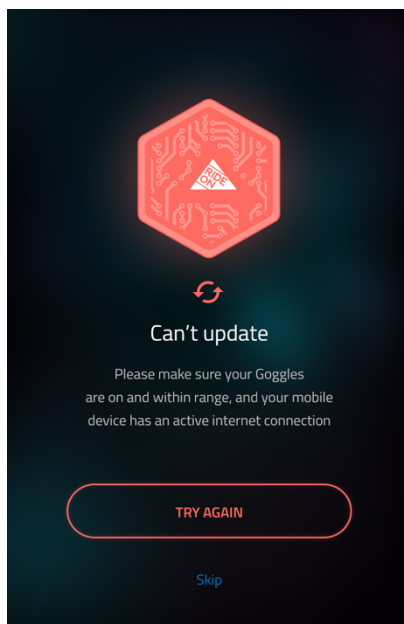 RIDE
ON
Can't update
Please make sure your Goggles
are on and within range, and your mobile
device has an active internet connection
TRY AGAIN
Skip